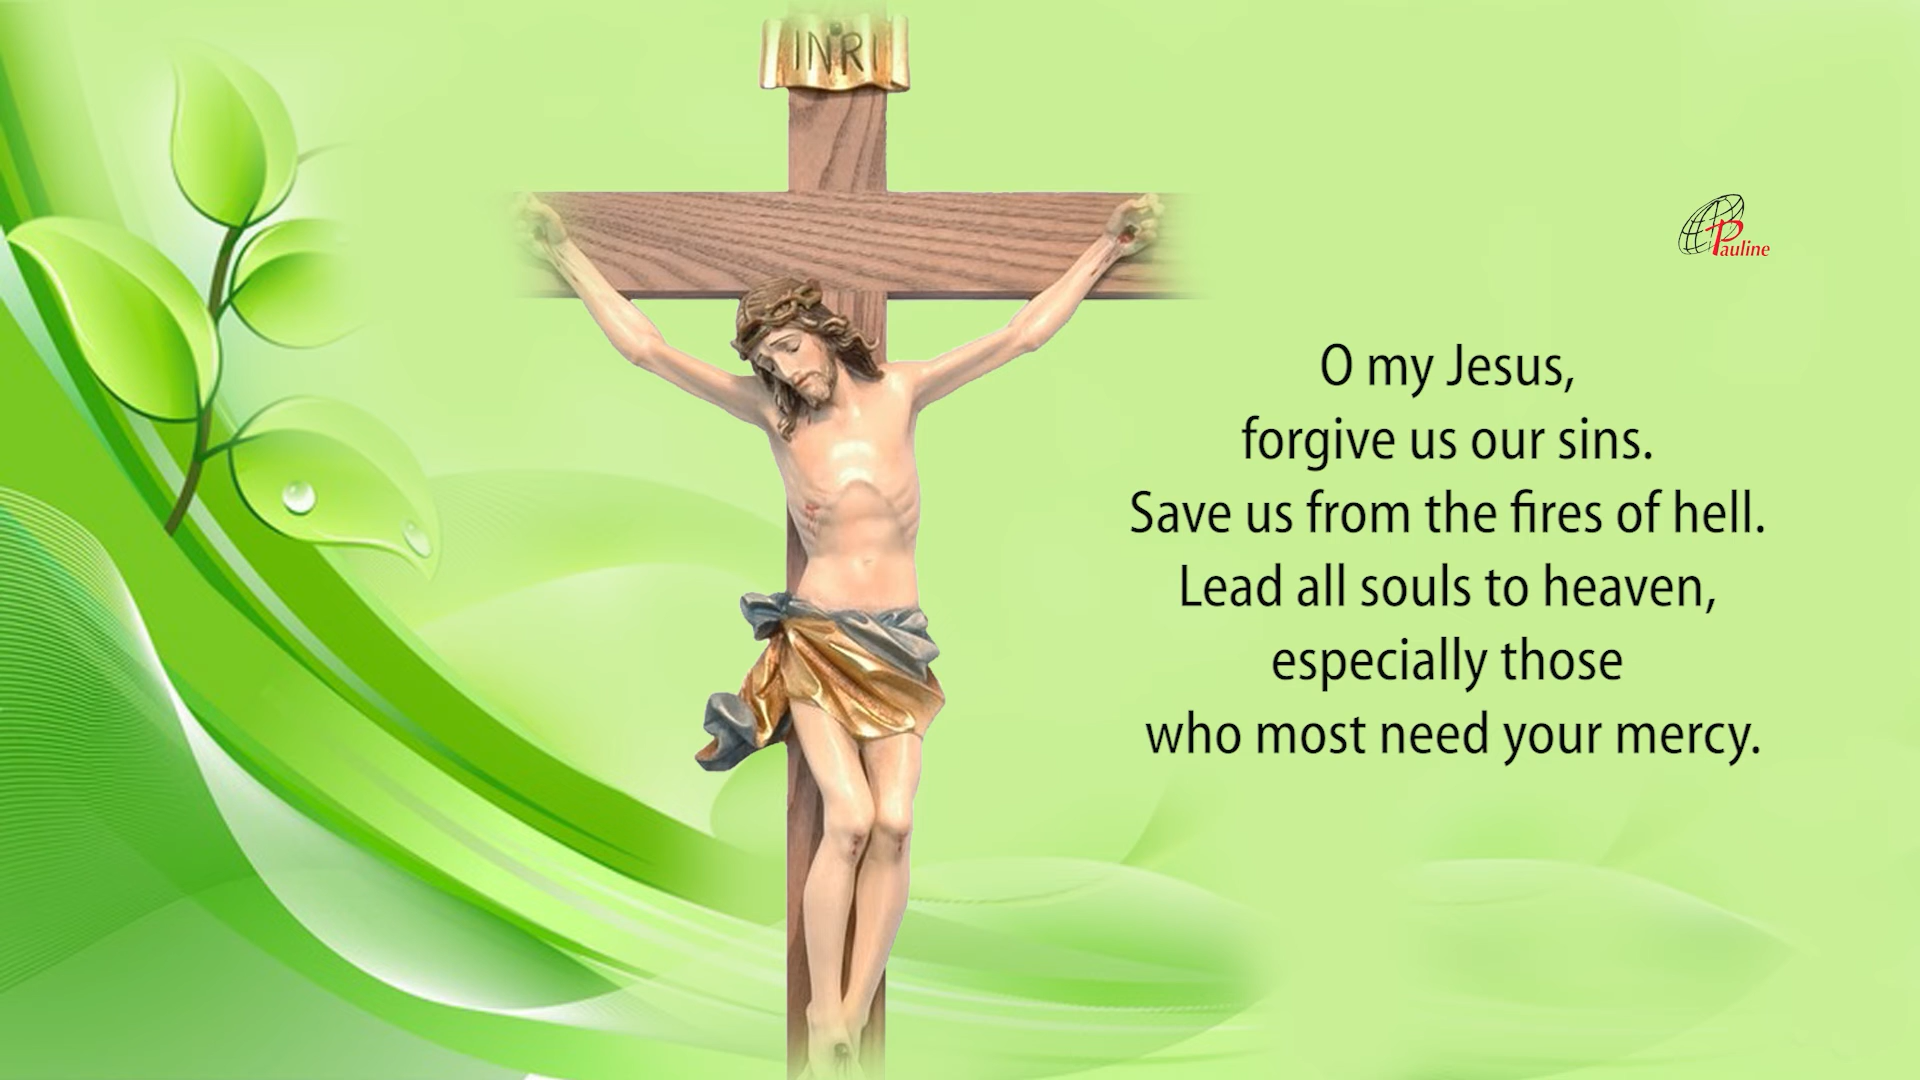 INRI
Pauline
O my Jesus,
forgive us our sins.
Save us from the fires of hell.
Lead all souls to heaven,
especially those
who most need your mercy.